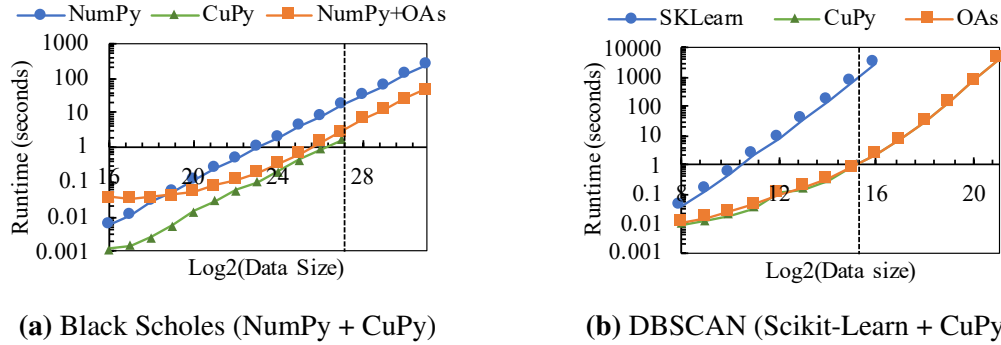 NumPy CuPy NumPy+OAs
1000
100
10
1
0.1
0.01
0.001
Runtime (seconds)
16 20 24 28
Log2(Data Size)
(a) Black Scholes (NumPy + CuPy)
SKLearn CuPy OAs
10000
1000
100
10
1
0.1
0.01
0.001
Runtime (seconds)
8 12 16 20
Log2(Data size)
(b) DBSCAN (Scikit-Learn + CuPy